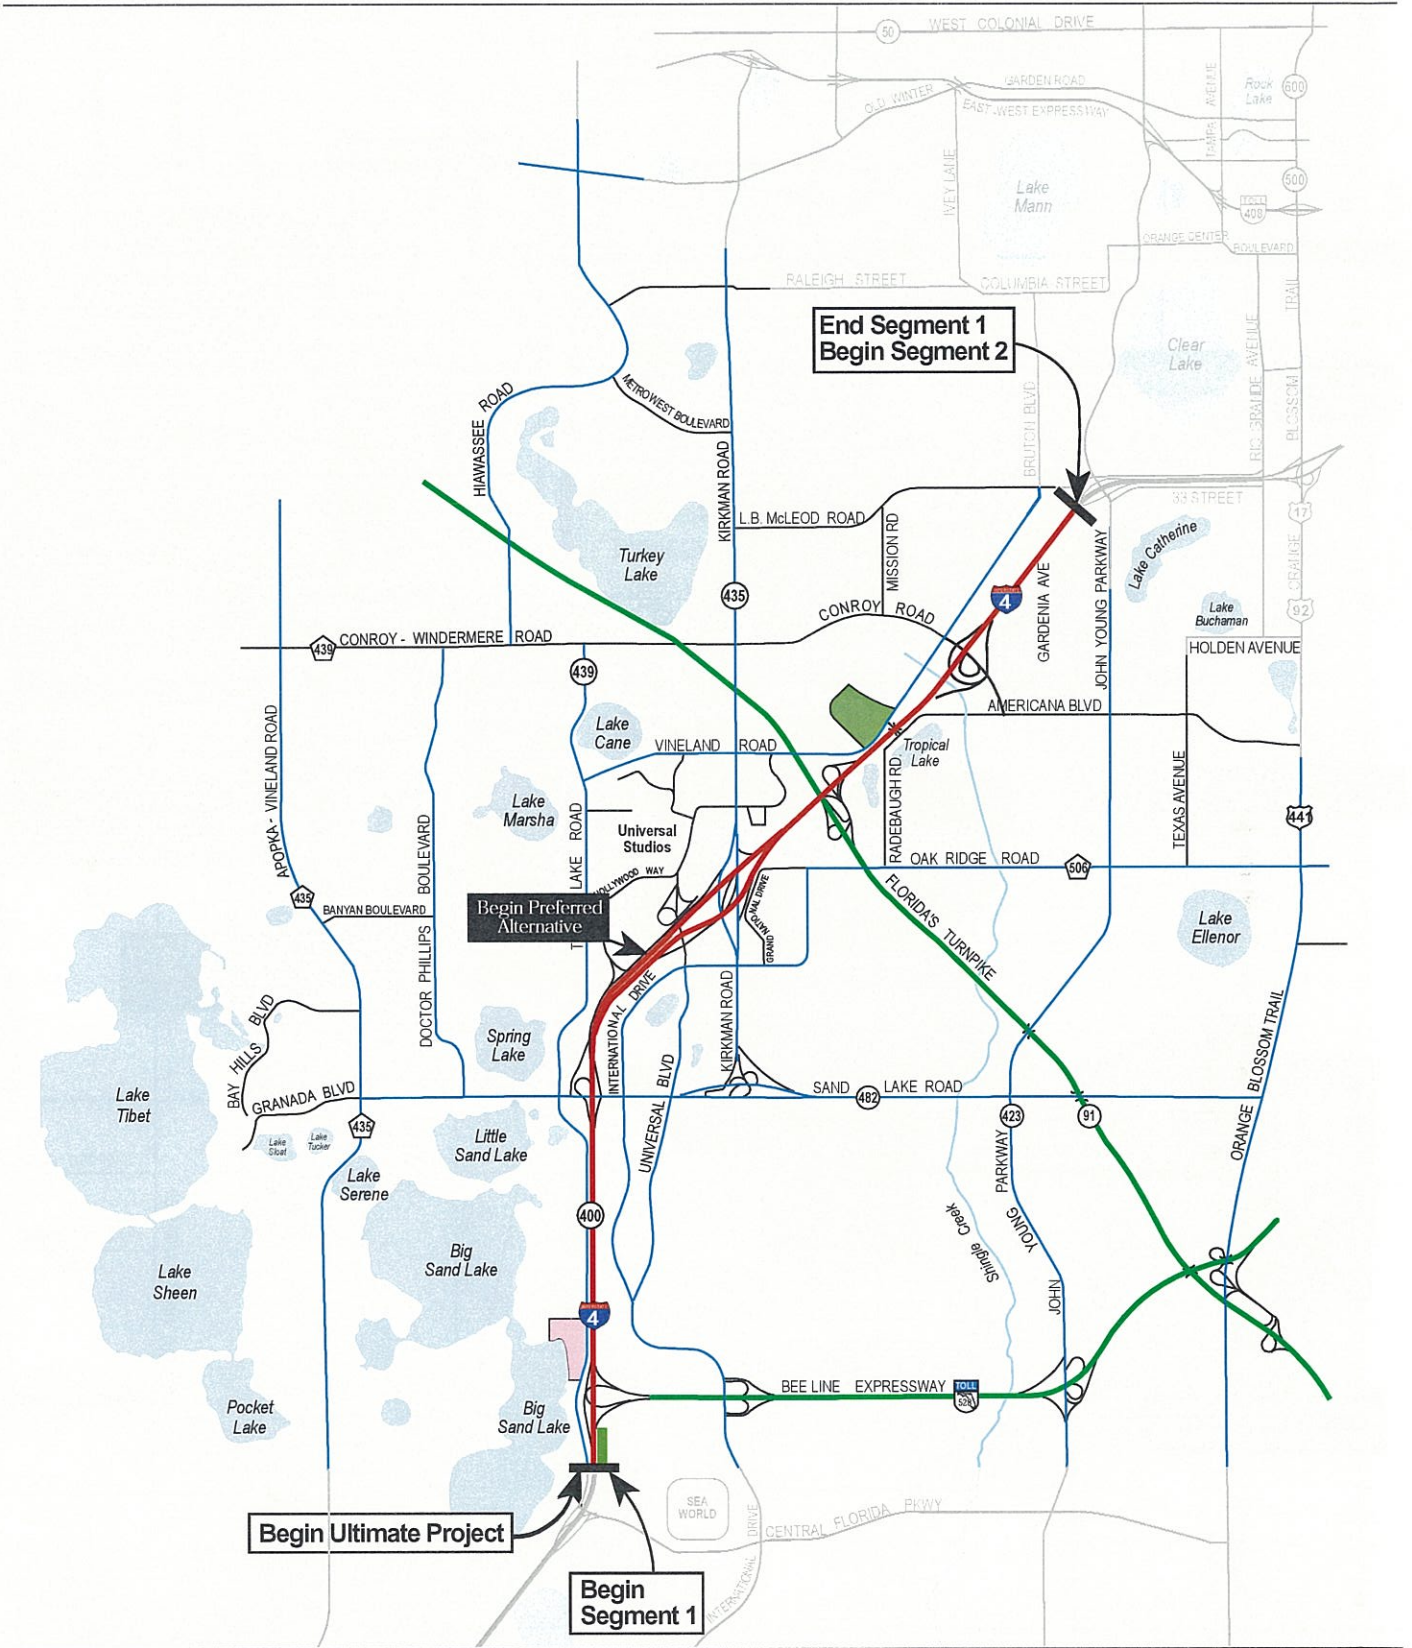 WEST COLONIAL DRIVE
50
GARDEN ROAD
OLD WINTER
EAST-WEST EXPRESSWAY
TAMPA AVENUE
Rock
Lake
600
IVEY LANE
Lake
Mann
500
TOLL
408
ORANGE CENTER
BOULEVARD
RALEIGH STREET
COLUMBIA STREET
TRAIL
End Segment 1
Begin Segment 2
Clear
Lake
RIO GRANDE AVENUE
BLOSSOM
BRUTON BLVD
METROWEST BOULEVARD
HIAWASSEE ROAD
KIRKMAN ROAD
33 STREET
17
L.B. McLEOD ROAD
MISSION RD
Turkey
Lake
JOHN YOUNG PARKWAY
Lake Catherine
ORANGE
435
4
GARDENIA AVE
Lake
Buchaman
92
CONROY ROAD
439
CONROY - WINDERMERE ROAD
HOLDEN AVENUE
439
AMERICANA BLVD
APOPKA - VINELAND ROAD
Lake
Cane
VINELAND ROAD
Tropical
Lake
RADEBAUGH RD.
TEXAS AVENUE
Lake
Marsha
LAKE ROAD
Universal
Studios
441
DOCTOR PHILLIPS BOULEVARD
OAK RIDGE ROAD
506
HOLLYWOOD WAY
435
BANYAN BOULEVARD
Begin Preferred
Alternative
GRAND NATIONAL DRIVE
FLORIDA'S TURNPIKE
Lake
Ellenor
INTERNATIONAL DRIVE
KIRKMAN ROAD
BAY HILLS BLVD
Spring
Lake
UNIVERSAL BLVD
ORANGE BLOSSOM TRAIL
Lake
Tibet
GRANADA BLVD
SAND LAKE ROAD
482
423
91
435
Lake
Sloat
Lake
Tucker
Little
Sand Lake
Lake
Serene
JOHN YOUNG PARKWAY
400
Shingle Creek
Big
Sand Lake
Lake
Sheen
4
BEE LINE EXPRESSWAY
TOLL
528
Pocket
Lake
Big
Sand Lake
SEA
WORLD
CENTRAL FLORIDA PKWY
INTERNATIONAL DRIVE
Begin Ultimate Project
Begin
Segment 1